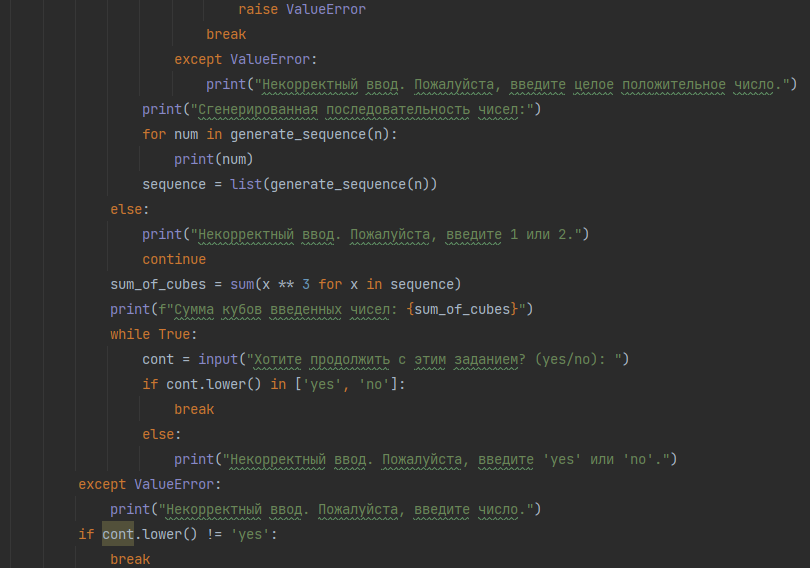 raise ValueError
break
except ValueError:
print("Некорректный ввод. Пожалуйста, введите целое положительное число.")
print("Сгенерированная последовательность чисел:")
for num in generate_sequence(n):
print(num)
sequence = list(generate_sequence(n))
else:
print("Некорректный ввод. Пожалуйста, введите 1 или 2.")
continue
sum_of_cubes = sum(x ** 3 for x in sequence)
print(f"Сумма кубов введенных чисел: {sum_of_cubes}")
while True:
cont = input("Хотите продолжить с этим заданием? (yes/no): ")
if cont.lower() in ['yes', 'no']:
break
else:
print("Некорректный ввод. Пожалуйста, введите 'yes' или 'no'.")
except ValueError:
print("Некорректный ввод. Пожалуйста, введите число.")
if cont.lower() != 'yes':
break